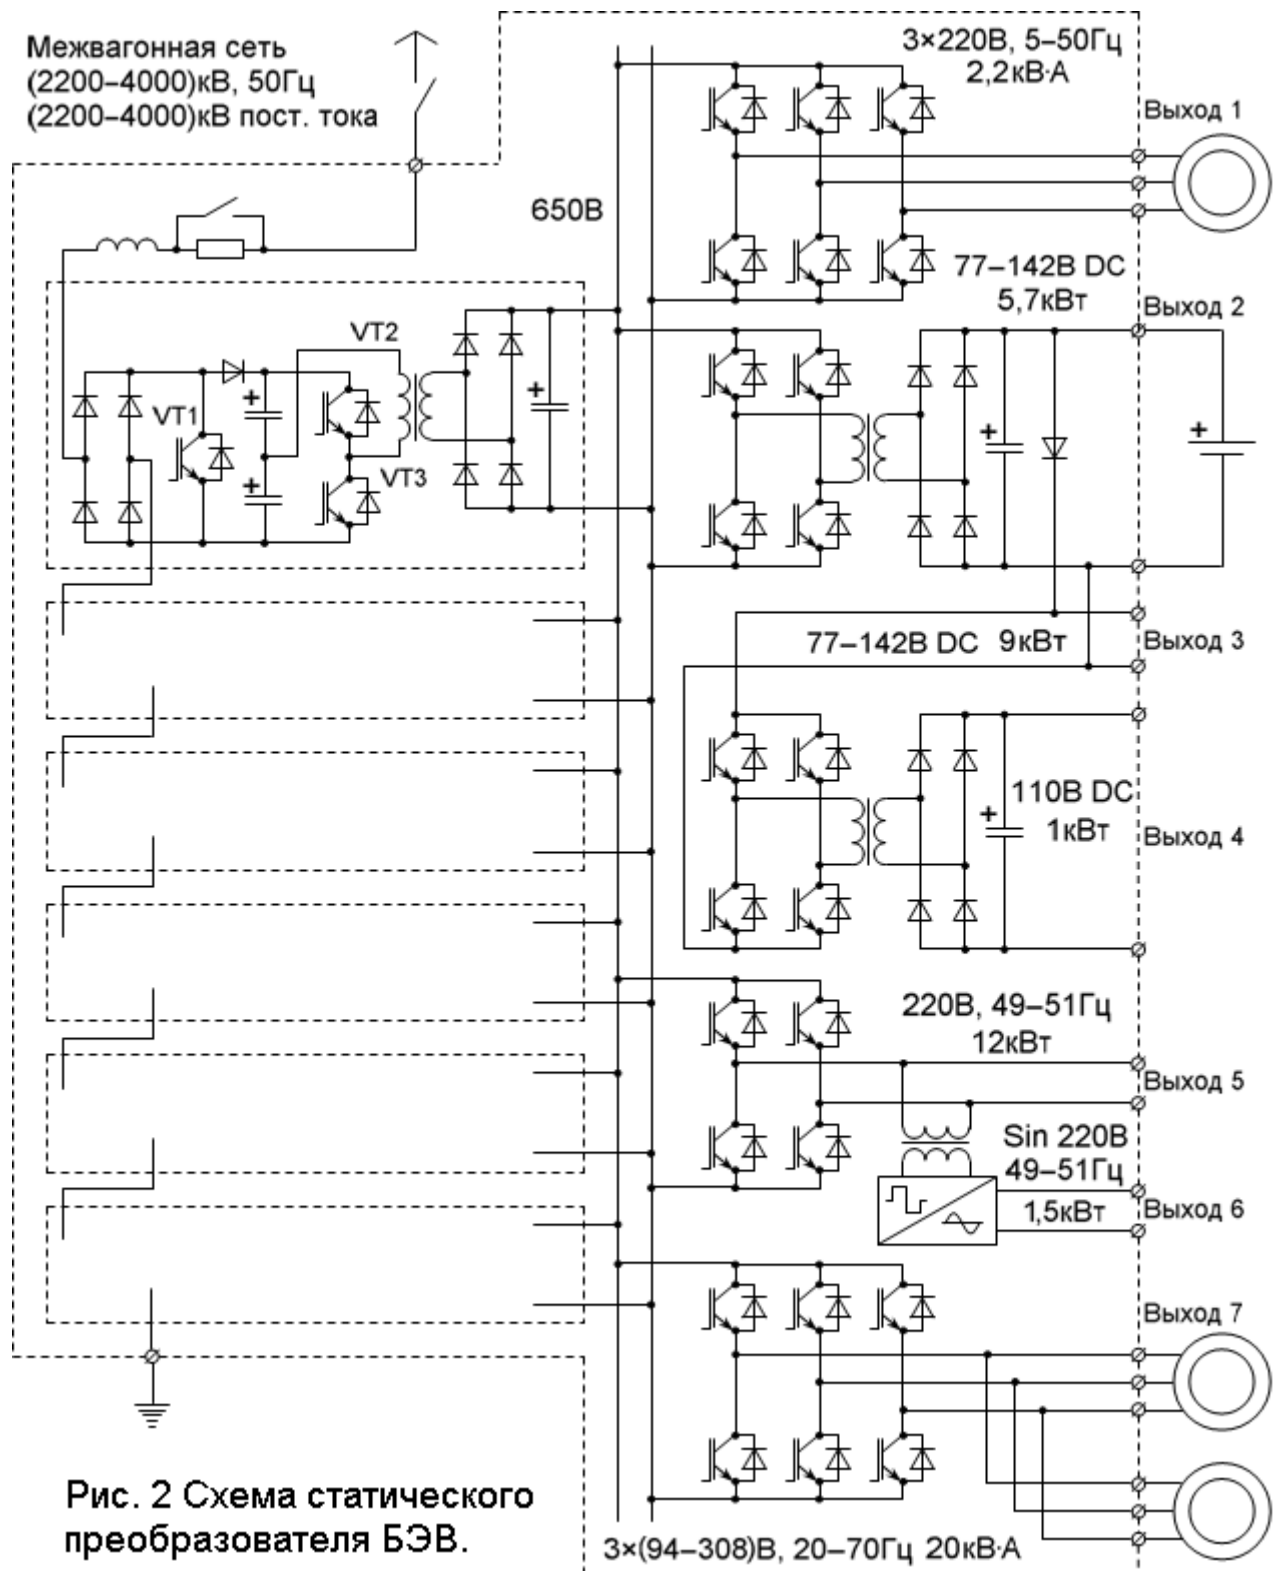 Межвагонная сеть
(2200–4000)кВ, 50Гц
(2200–4000)кВ пост. тока
3×220В, 5–50Гц
2,2кВ·А
Выход 1
650В
77–142В DC
5,7кВт
Выход 2
VT2
VT1
VT3
+
+
+
+
+
77–142В DC 9кВт
Выход 3
110В DC
1кВт
+
Выход 4
220В, 49–51Гц
12кВт
Выход 5
Sin 220В
49–51Гц
1,5кВт
Выход 6
Выход 7
Рис. 2 Схема статического
преобразователя БЭВ.
3×(94–308)В, 20–70Гц 20кВ·А